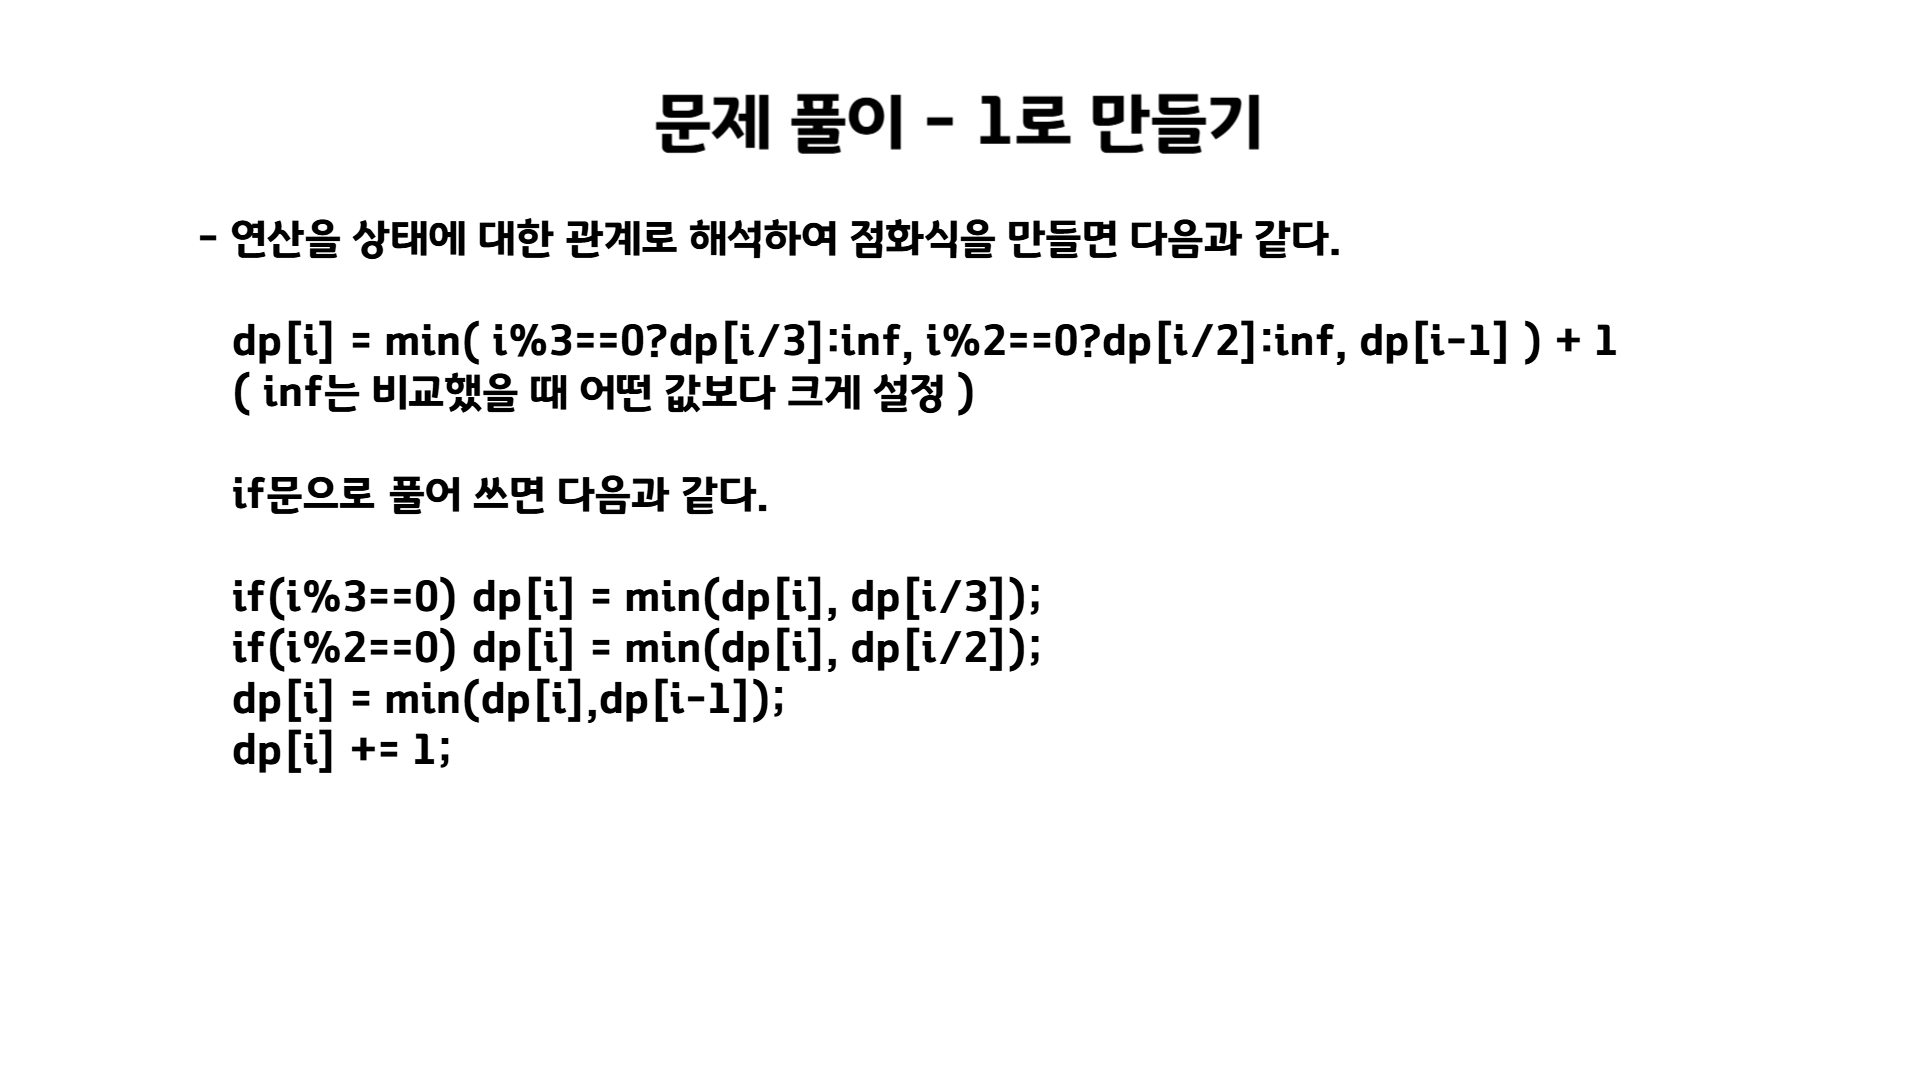 문제 풀이 - 1로 만들기
- 연산을 상태에 대한 관계로 해석하여 점화식을 만들면 다음과 같다.
dp[i] = min( i%3==0?dp[i/3]:inf, i%2==0?dp[i/2]:inf, dp[i-1] ) + 1
( inf는 비교했을 때 어떤 값보다 크게 설정 )
if문으로 풀어 쓰면 다음과 같다.
if(i%3==0) dp[i] = min(dp[i], dp[i/3]);
if(i%2==0) dp[i] = min(dp[i], dp[i/2]);
dp[i] = min(dp[i],dp[i-1]);
dp[i] += 1;